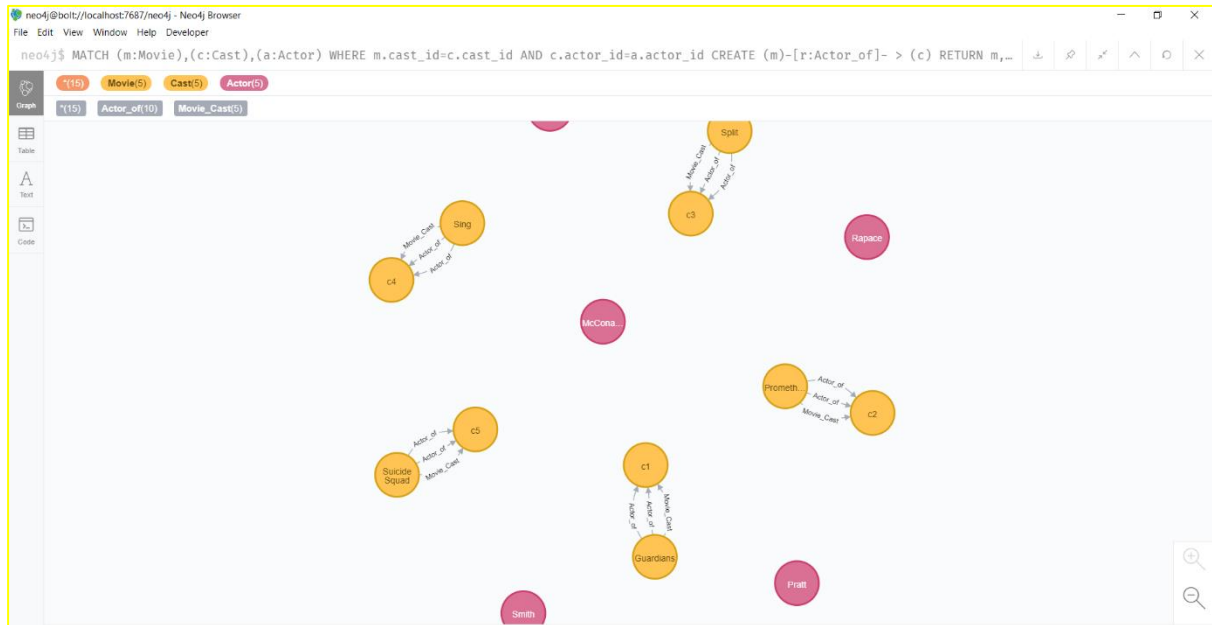 neo4j@bolt://localhost:7687/neo4j - Neo4j Browser
File Edit View Window Help Developer
neo4j$ MATCH (m:Movie),(c:Cast),(a:Actor) WHERE m.cast_id=c.cast_id AND c.actor_id=a.actor_id CREATE (m)-[r:Actor_of]- > (c) RETURN m,…
*(15) Movie(5) Cast(5) Actor(5)
*(15) Actor_of(10) Movie_Cast(5)
Graph
Table
A
Text
Code
Split
Movie_Cast
Actor_of
Actor_of
c3
Sing
Movie_Cast
Actor_of
Actor_of
c4
Rapace
McCona...
Prometh...
Actor_of
Actor_of
Movie_Cast
c2
c5
Actor_of
Actor_of
Movie_Cast
Suicide
Squad
c1
Actor_of
Actor_of
Movie_Cast
Guardians
Pratt
Smith